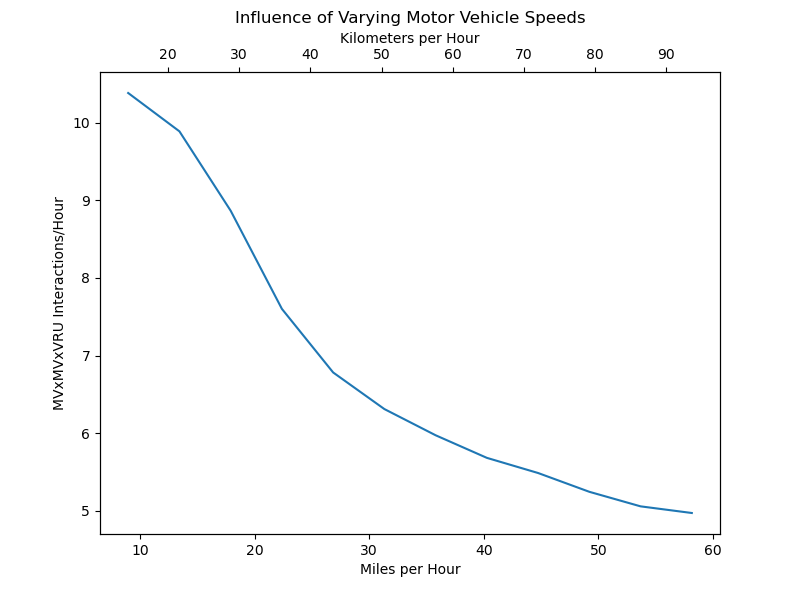 Influence of Varying Motor Vehicle Speeds
Kilometers per Hour
20 30 40 50 60 70 80 90
10
9
8
7
6
5
MVxMVxVRU Interactions/Hour
10 20 30 40 50 60
Miles per Hour